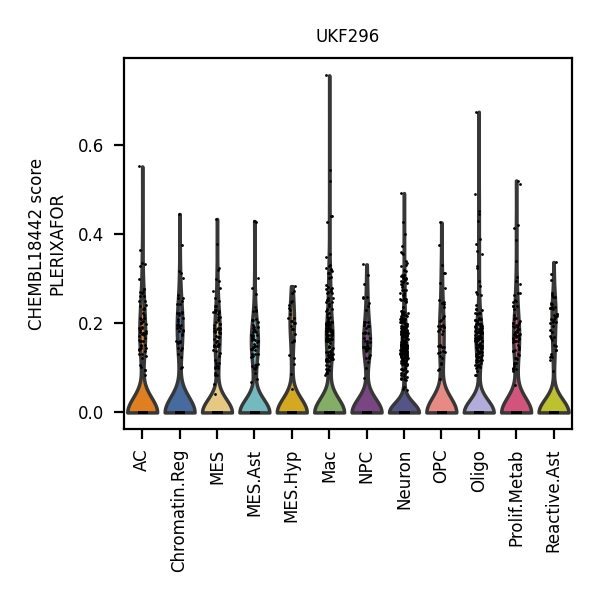 UKF296
CHEMBL18442 score
PLERIXAFOR
0.6
0.4
0.2
0.0
AC
Chromatin.Reg
MES
MES.Ast
MES.Hyp
Mac
NPC
Neuron
OPC
Oligo
Prolif.Metab
Reactive.Ast